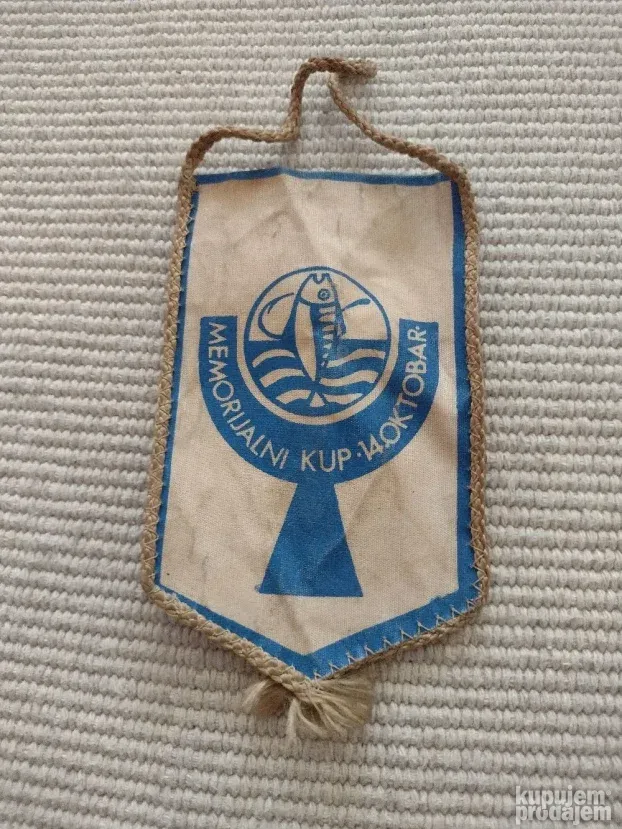 MEMORIJALNI KUP · 14.OKTOBAR ·
kupujem
prodajem